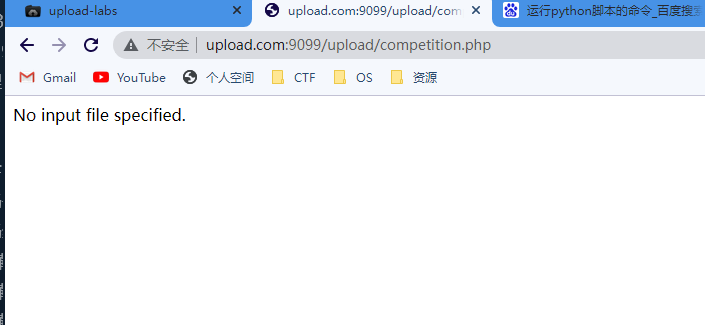 upload-labs
upload.com:9099/upload/com
运行python脚本的命令_百度搜索
不安全 | upload.com:9099/upload/competition.php
Gmail YouTube 个人空间 CTF OS 资源
No input file specified.